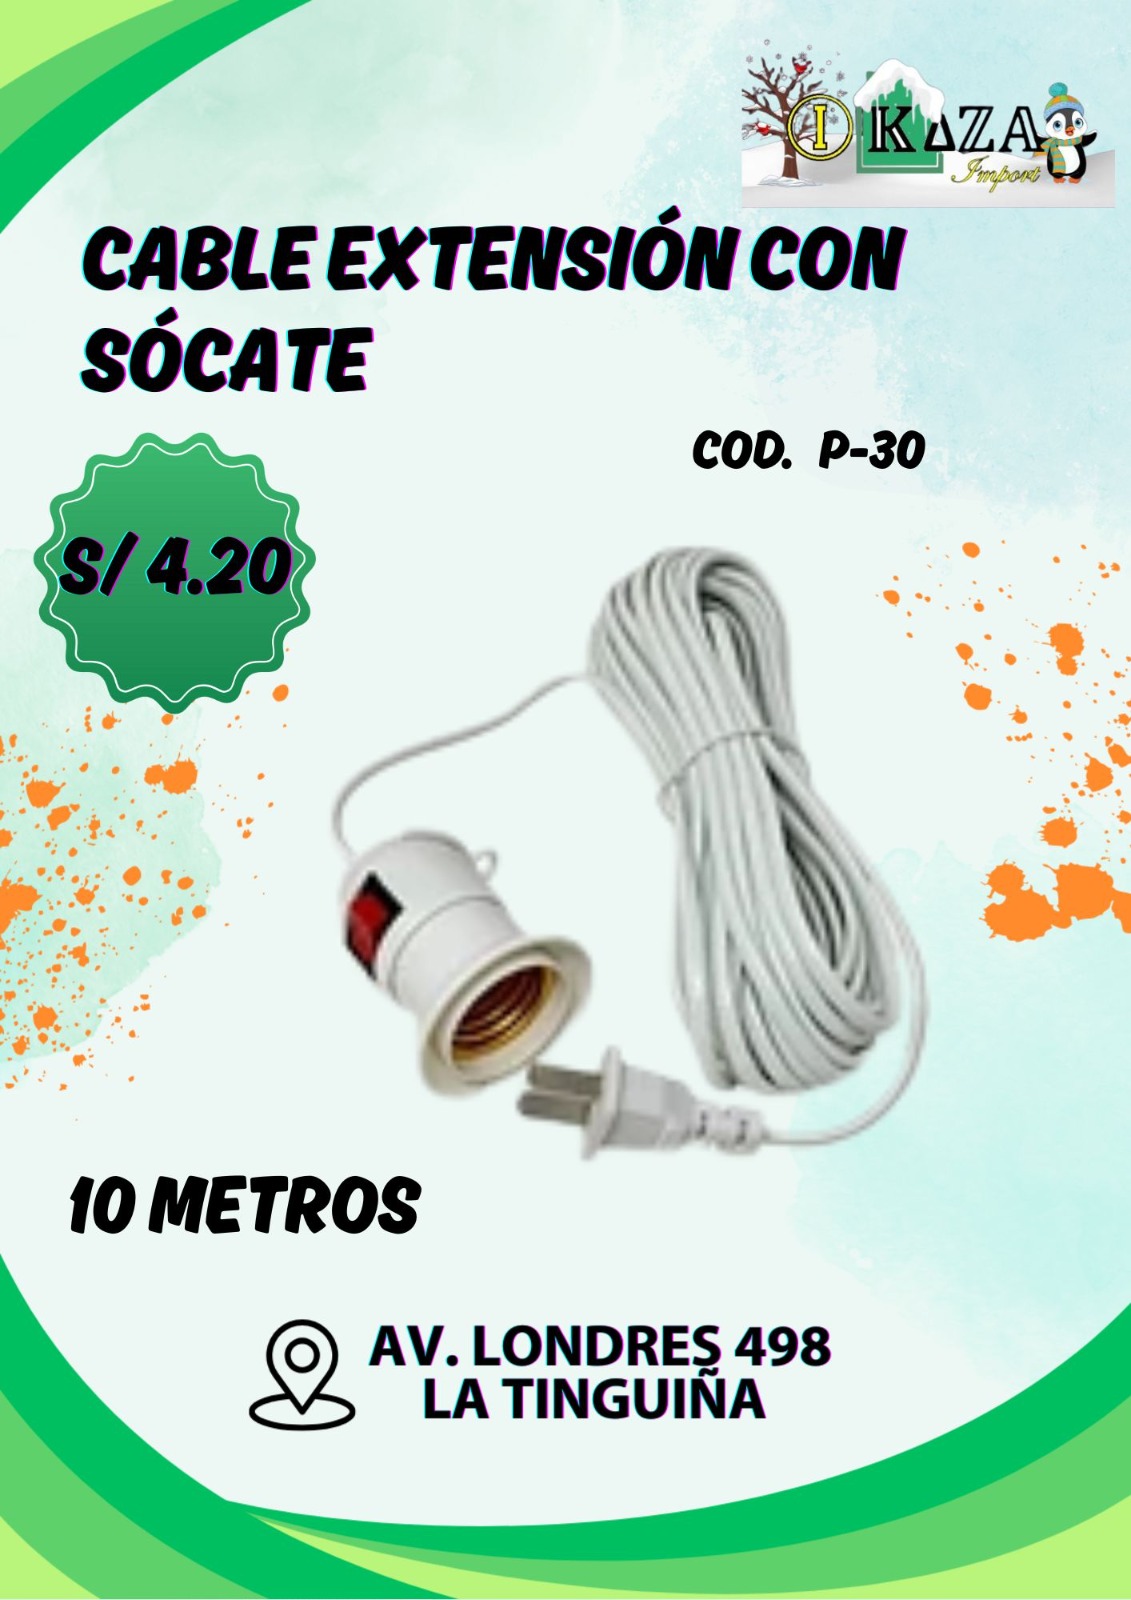 I KAZA
Import
CABLE EXTENSIÓN CON
SÓCATE
COD. P-30
S/ 4.20
10 METROS
AV. LONDRES 498
LA TINGUIÑA